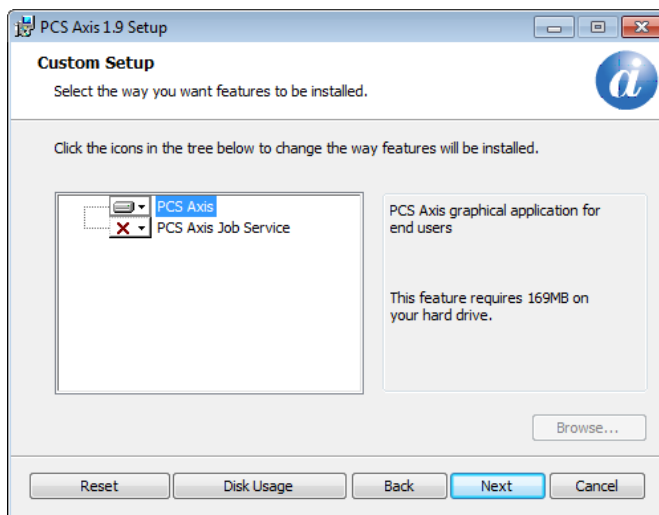 PCS Axis 1.9 Setup
Custom Setup
Select the way you want features to be installed.
a
Click the icons in the tree below to change the way features will be installed.
PCS Axis
PCS Axis Job Service
PCS Axis graphical application for
end users
This feature requires 169MB on
your hard drive.
Browse...
Reset Disk Usage Back Next Cancel